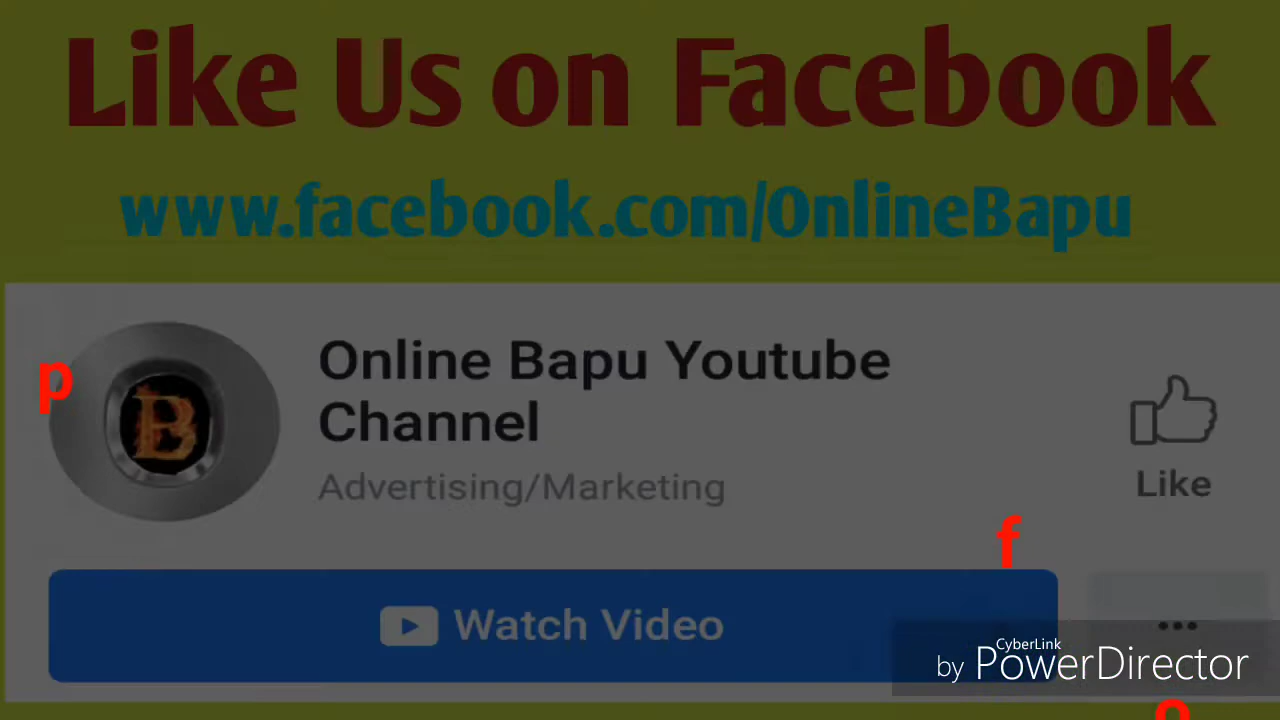 Like Us on Facebook
www.facebook.com/OnlineBapu
Online Bapu Youtube
Channel
p
B
Advertising/Marketing
Like
f
Watch Video
CyberLink
by PowerDirector